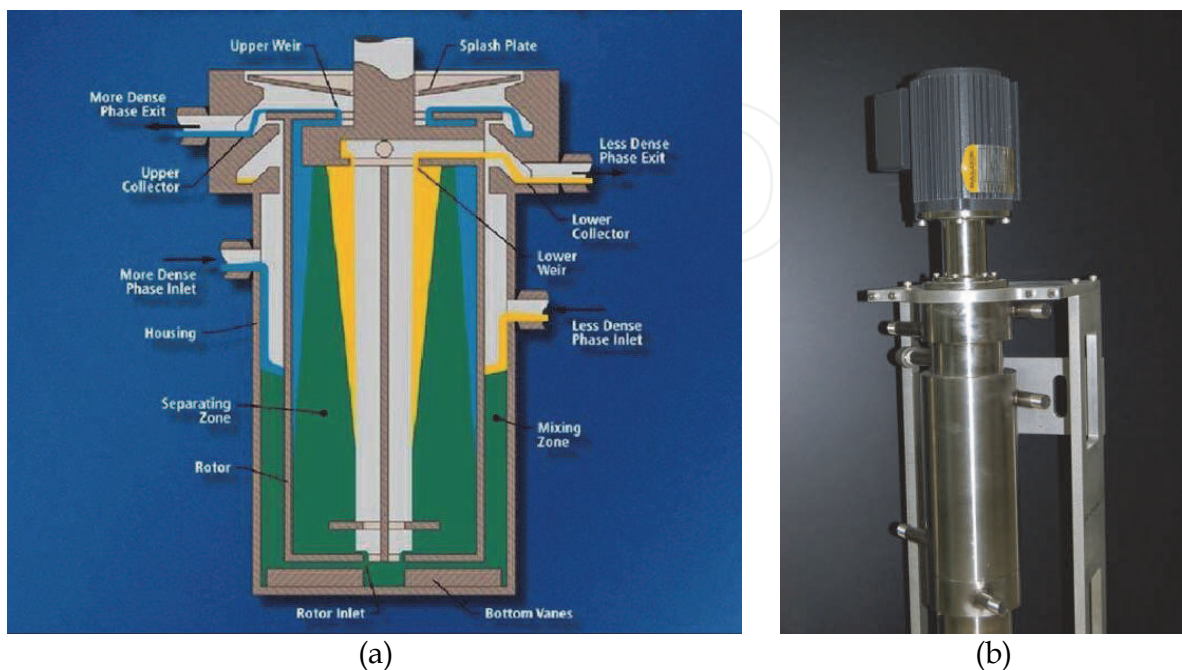 Upper Weir
Splash Plate
More Dense
Phase Exit
Less Dense
Phase Exit
Upper
Collector
Lower
Collector
Lower
Weir
More Dense
Phase Inlet
Less Dense
Phase Inlet
Housing
Separating
Zone
Mixing
Zone
Rotor
Rotor Inlet
Bottom Vanes
(a)
(b)